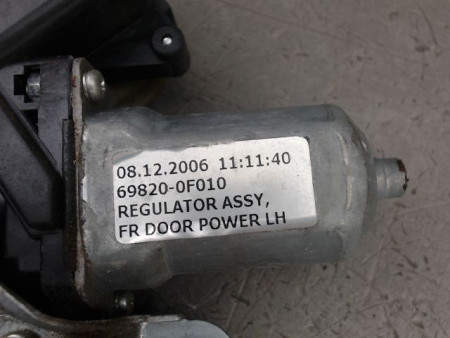 08.12.2006 11:11:40
69820-0F010
REGULATOR ASSY,
FR DOOR POWER LH